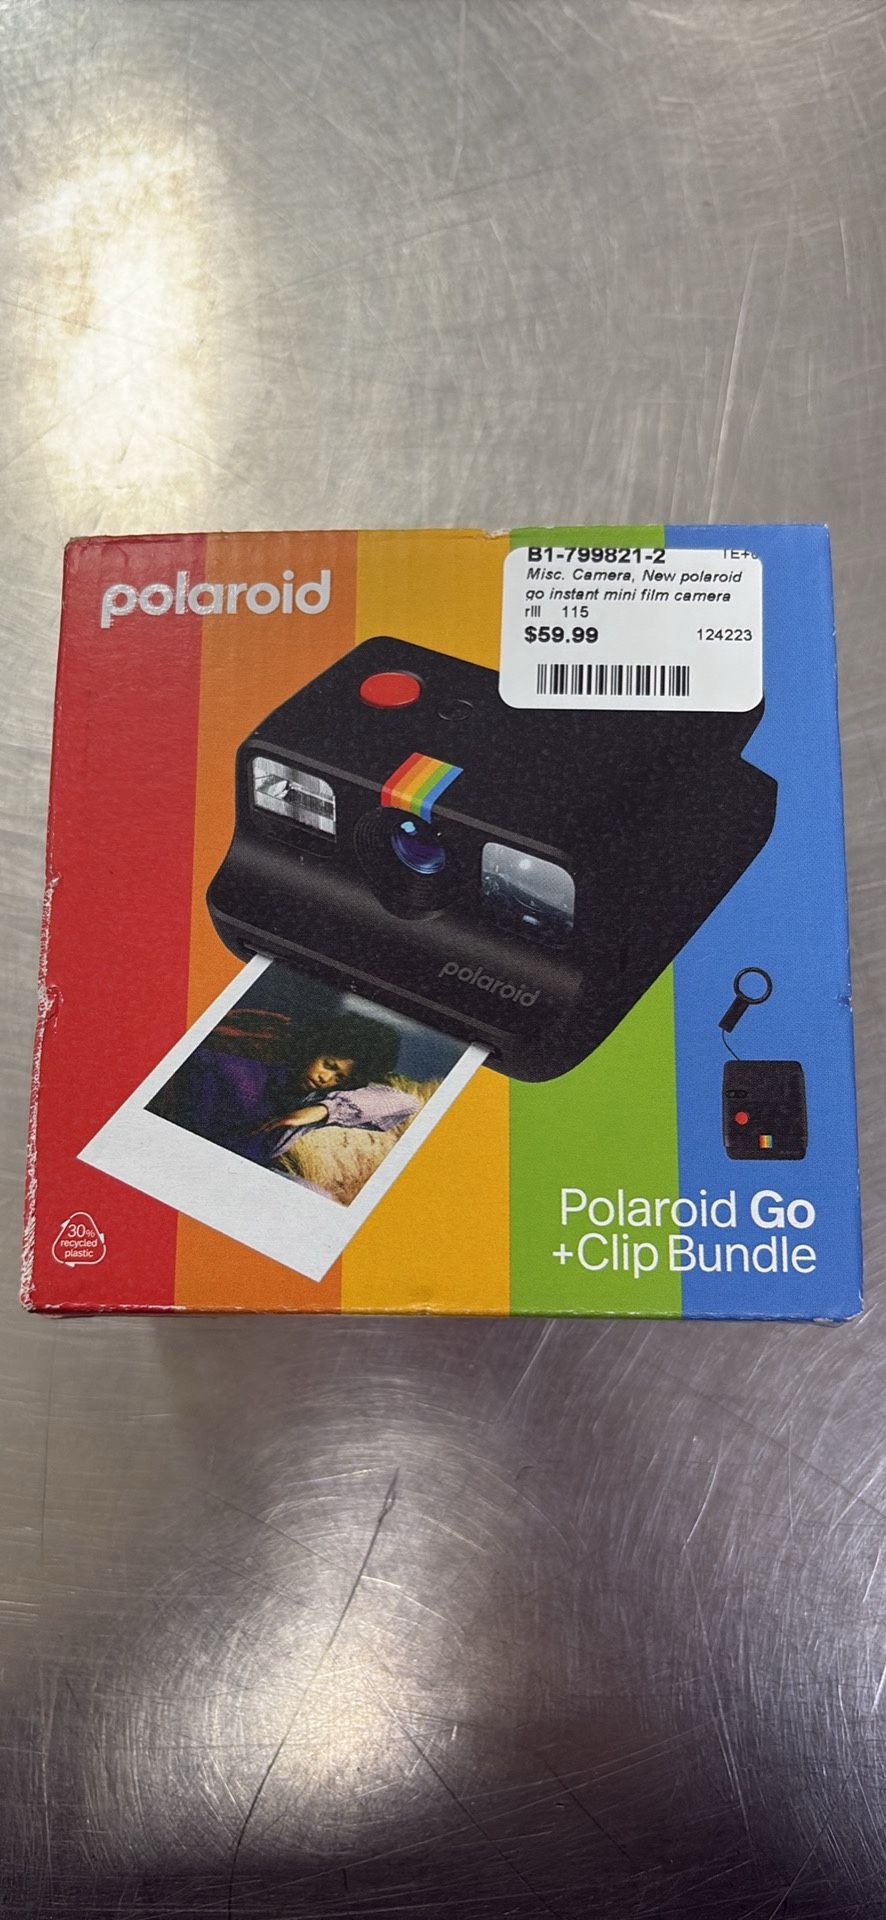 polaroid
B1-799821-2
Misc. Camera, New polaroid
go instant mini film camera
115
$59.99 124223
polaroid
30%
recycled
plastic
Polaroid Go
+Clip Bundle